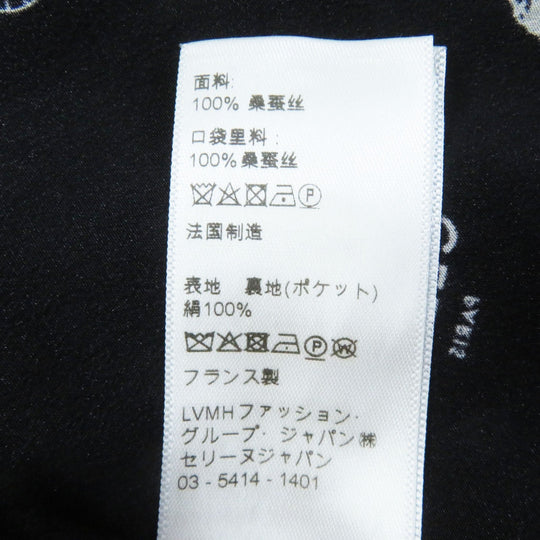 面料:
100% 桑蚕丝
口袋里料:
100% 桑蚕丝
法国制造
表地 裏地(ポケット)
絹100%
P
P W
フランス製
LVMHファッション·
グループ· ジャパン㈱
セリーヌジャパン
03 - 5414 - 1401